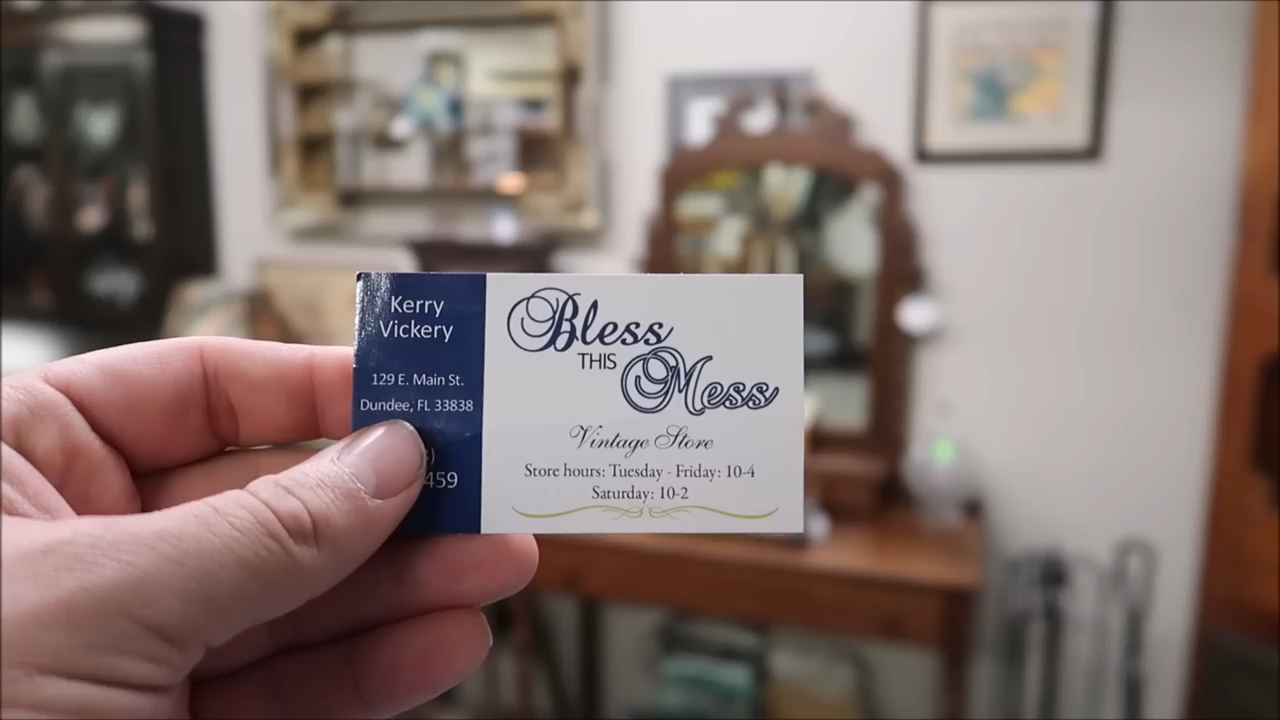 Kerry
Vickery
129 E. Main St.
Dundee, FL 33838
459
Bless
THIS
Mess
Vintage Store
Store hours: Tuesday - Friday: 10-4
Saturday: 10-2